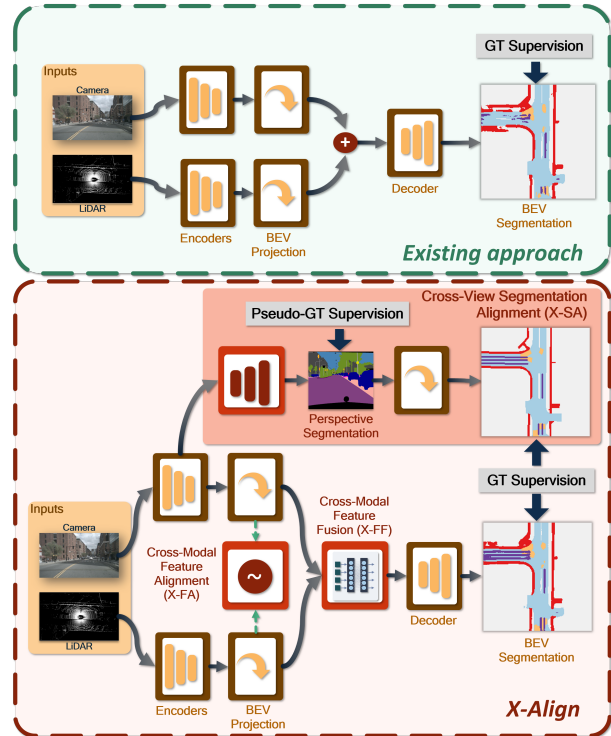 GT Supervision
Inputs
Camera
LiDAR
+
Encoders
BEV
Projection
Decoder
BEV
Segmentation
Existing approach
Cross-View Segmentation
Alignment (X-SA)
Pseudo-GT Supervision
Perspective
Segmentation
GT Supervision
Inputs
Camera
LiDAR
Cross-Modal
Feature
Alignment
(X-FA)
~
Cross-Modal
Feature
Fusion (X-FF)
Encoders
BEV
Projection
Decoder
BEV
Segmentation
X-Align